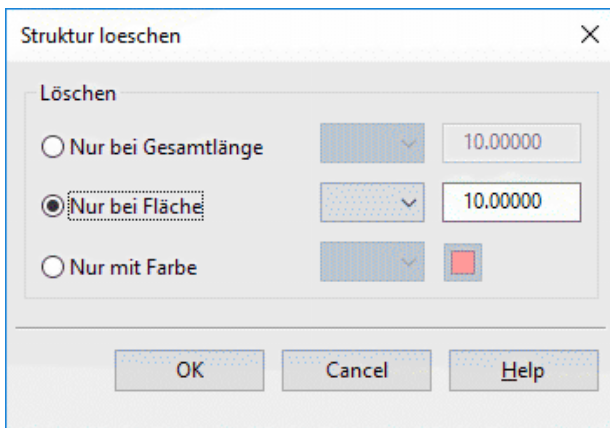 Struktur loeschen
Löschen
Nur bei Gesamtlänge 10.00000
Nur bei Fläche 10.00000
Nur mit Farbe
OK Cancel Help